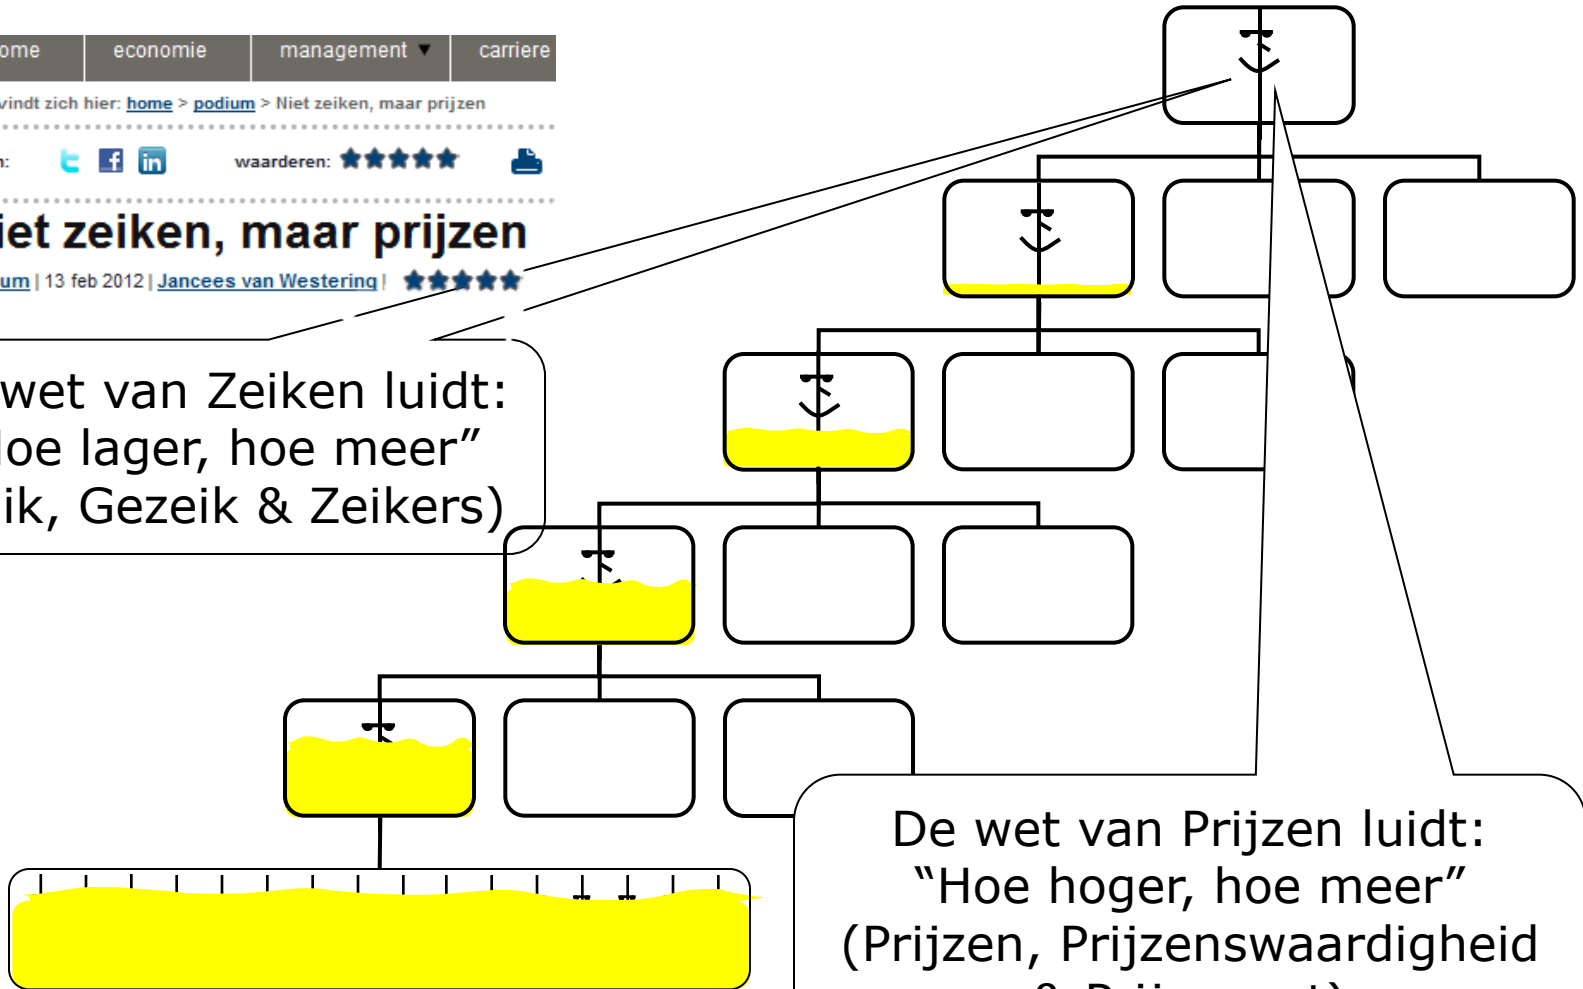 ome economie management ▼ carriere
vindt zich hier: home > podium > Niet zeiken, maar prijzen
n: waarderen:
iet zeiken, maar prijzen
um | 13 feb 2012 | Jancees van Westering |
wet van Zeiken luidt:
oe lager, hoe meer”
ik, Gezeik & Zeikers)
De wet van Prijzen luidt:
“Hoe hoger, hoe meer”
(Prijzen, Prijzenswaardigheid